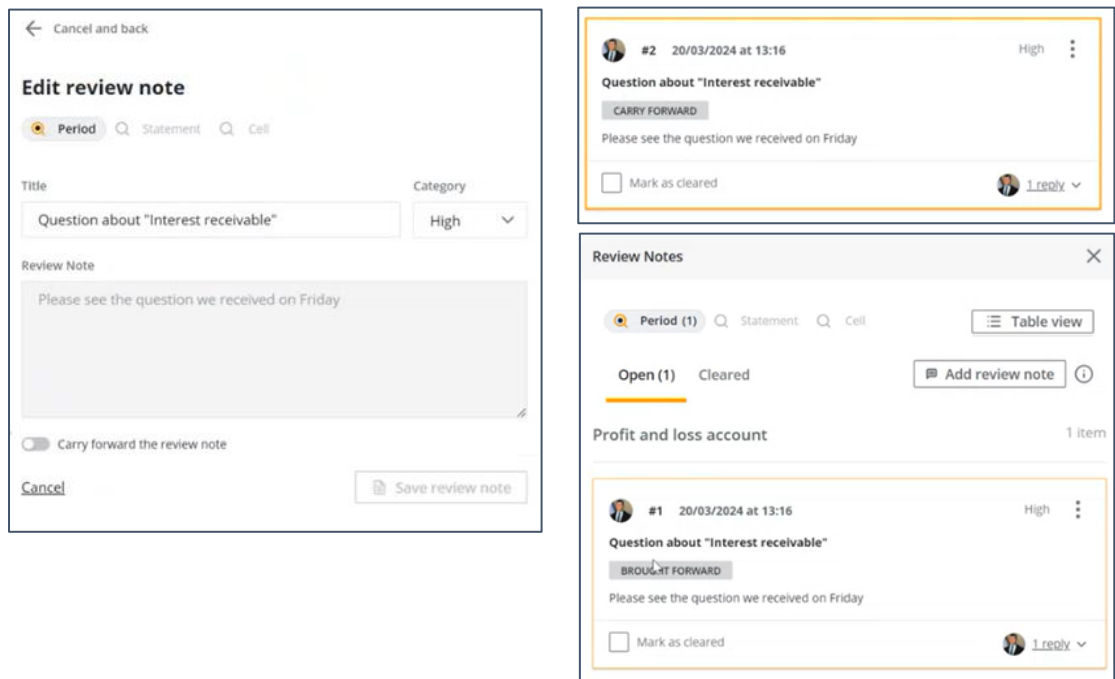 Cancel and back
Edit review note
Period Statement Cell
Title Category
Question about "Interest receivable" High
Review Note
Please see the question we received on Friday
Carry forward the review note
Cancel Save review note
#2 20/03/2024 at 13:16 High
Question about "Interest receivable"
CARRY FORWARD
Please see the question we received on Friday
Mark as cleared 1 reply
Review Notes
Period (1) Statement Cell Table view
Open (1) Cleared Add review note
Profit and loss account 1 item
#1 20/03/2024 at 13:16 High
Question about "Interest receivable"
BROUGHT FORWARD
Please see the question we received on Friday
Mark as cleared 1 reply